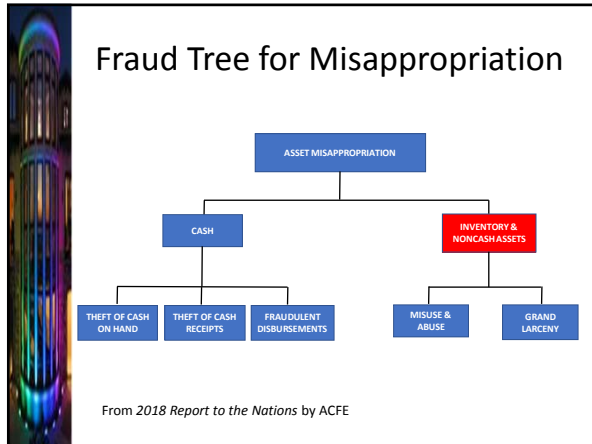 Fraud Tree for Misappropriation
ASSET MISAPPROPRIATION
CASH
INVENTORY &
NONCASH ASSETS
THEFT OF CASH
ON HAND
THEFT OF CASH
RECEIPTS
FRAUDULENT
DISBURSEMENTS
MISUSE &
ABUSE
GRAND
LARCENY
From 2018 Report to the Nations by ACFE